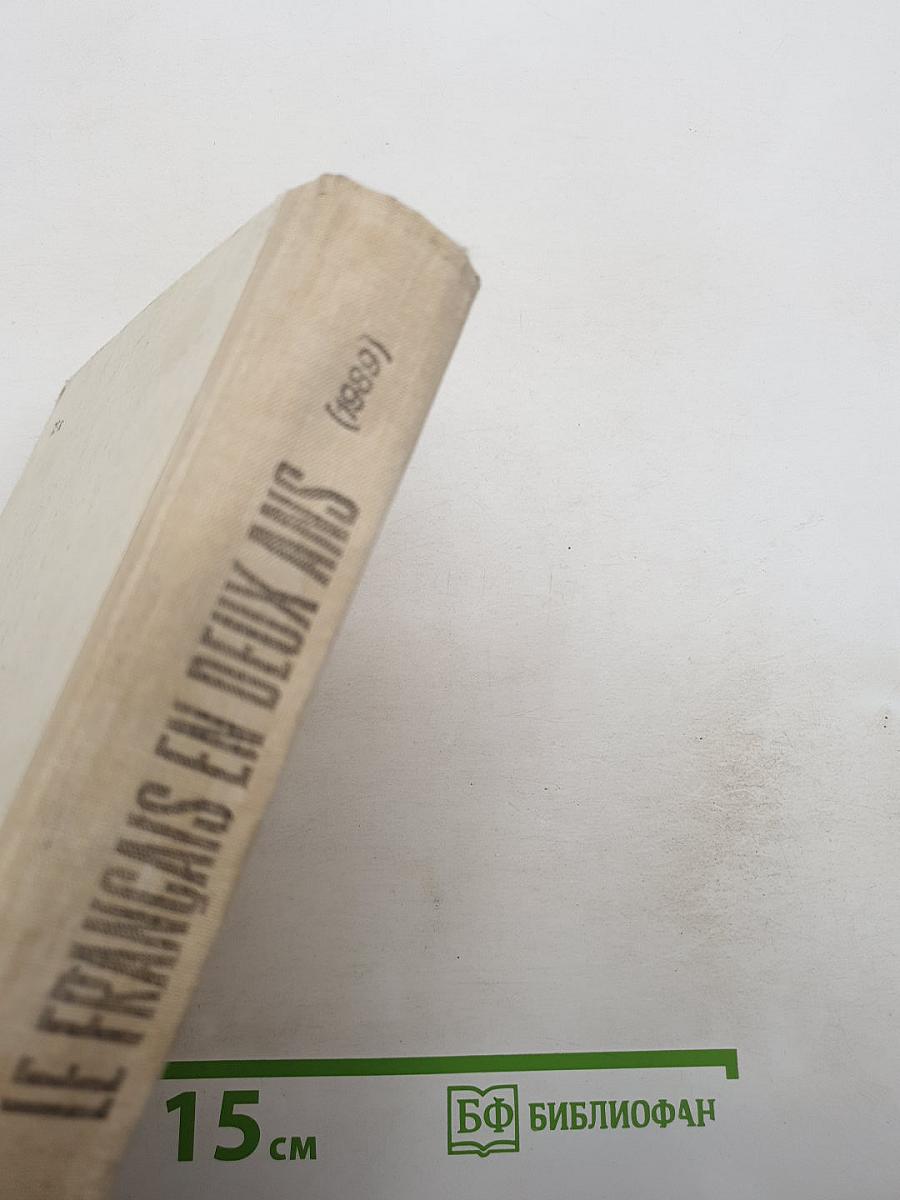 LE FRANÇAIS EN DEUX ANS
(1989)
15 см
БФ БИБЛИОФАН